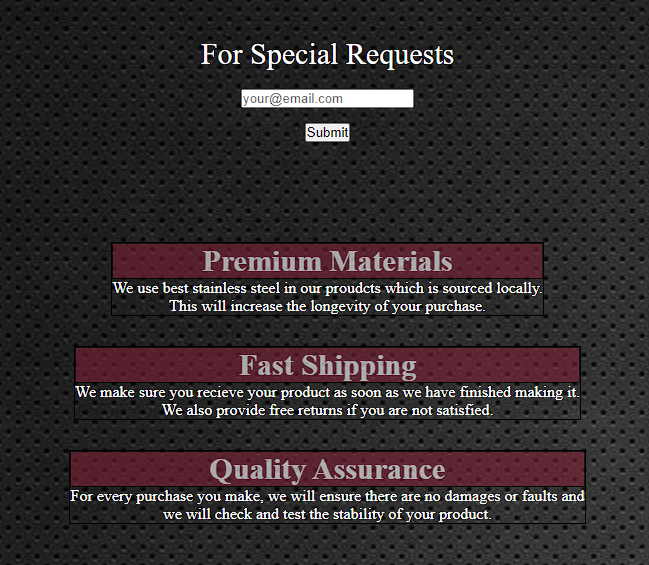 For Special Requests
your@email.com
Submit
Premium Materials
We use best stainless steel in our proudcts which is sourced locally.
This will increase the longevity of your purchase.
Fast Shipping
We make sure you recieve your product as soon as we have finished making it.
We also provide free returns if you are not satisfied.
Quality Assurance
For every purchase you make, we will ensure there are no damages or faults and
we will check and test the stability of your product.